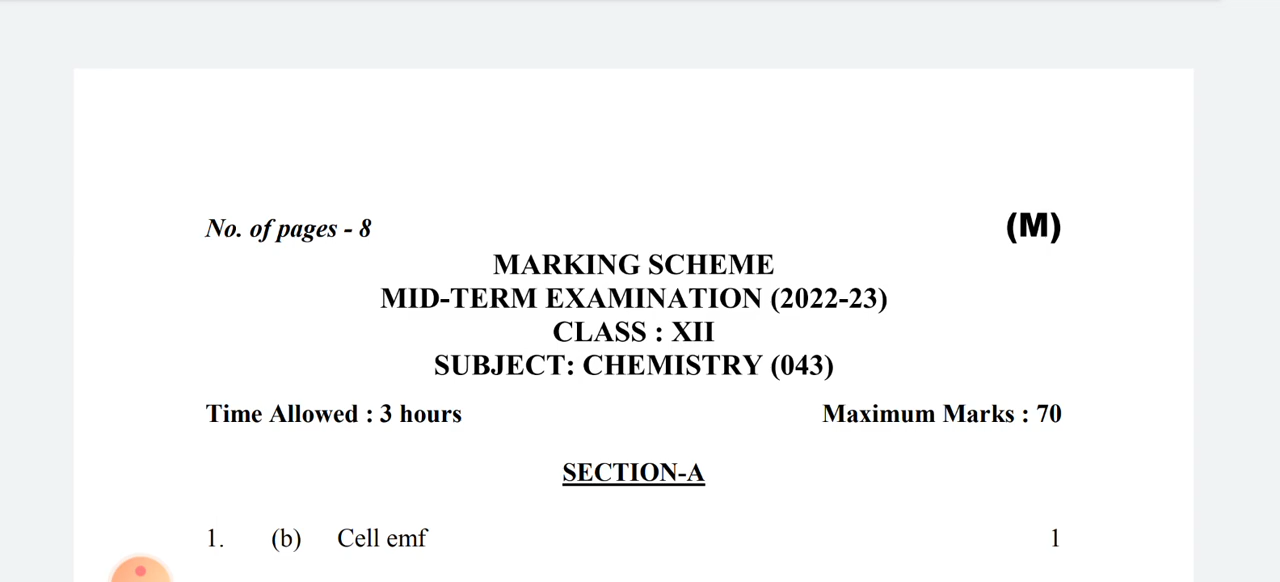 No. of pages - 8 (M)
MARKING SCHEME
MID-TERM EXAMINATION (2022-23)
CLASS : XII
SUBJECT: CHEMISTRY (043)
Time Allowed : 3 hours Maximum Marks : 70
SECTION-A
1. (b) Cell emf 1